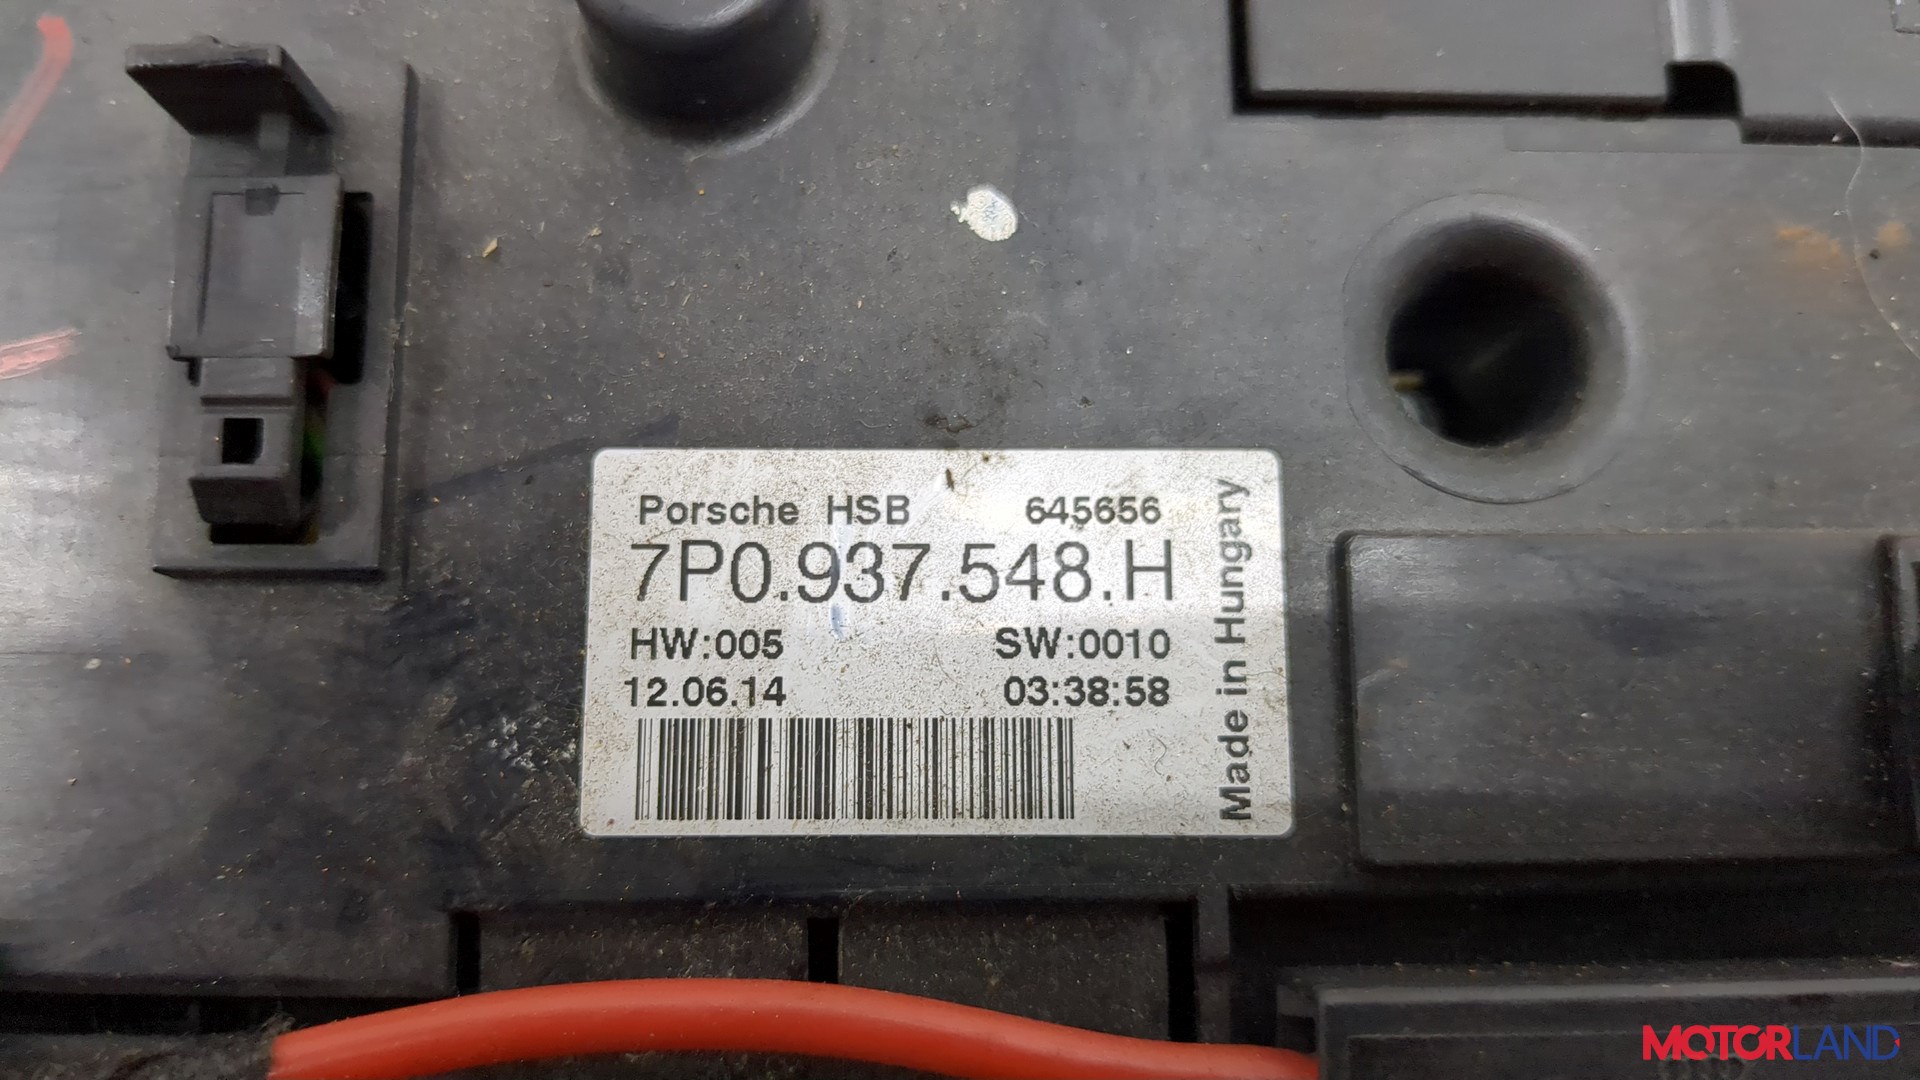 Porsche HSB 645656
7P0.937.548.H
HW:005 SW:0010
12.06.14 03:38:58
Made in Hungary
MOTORLAND